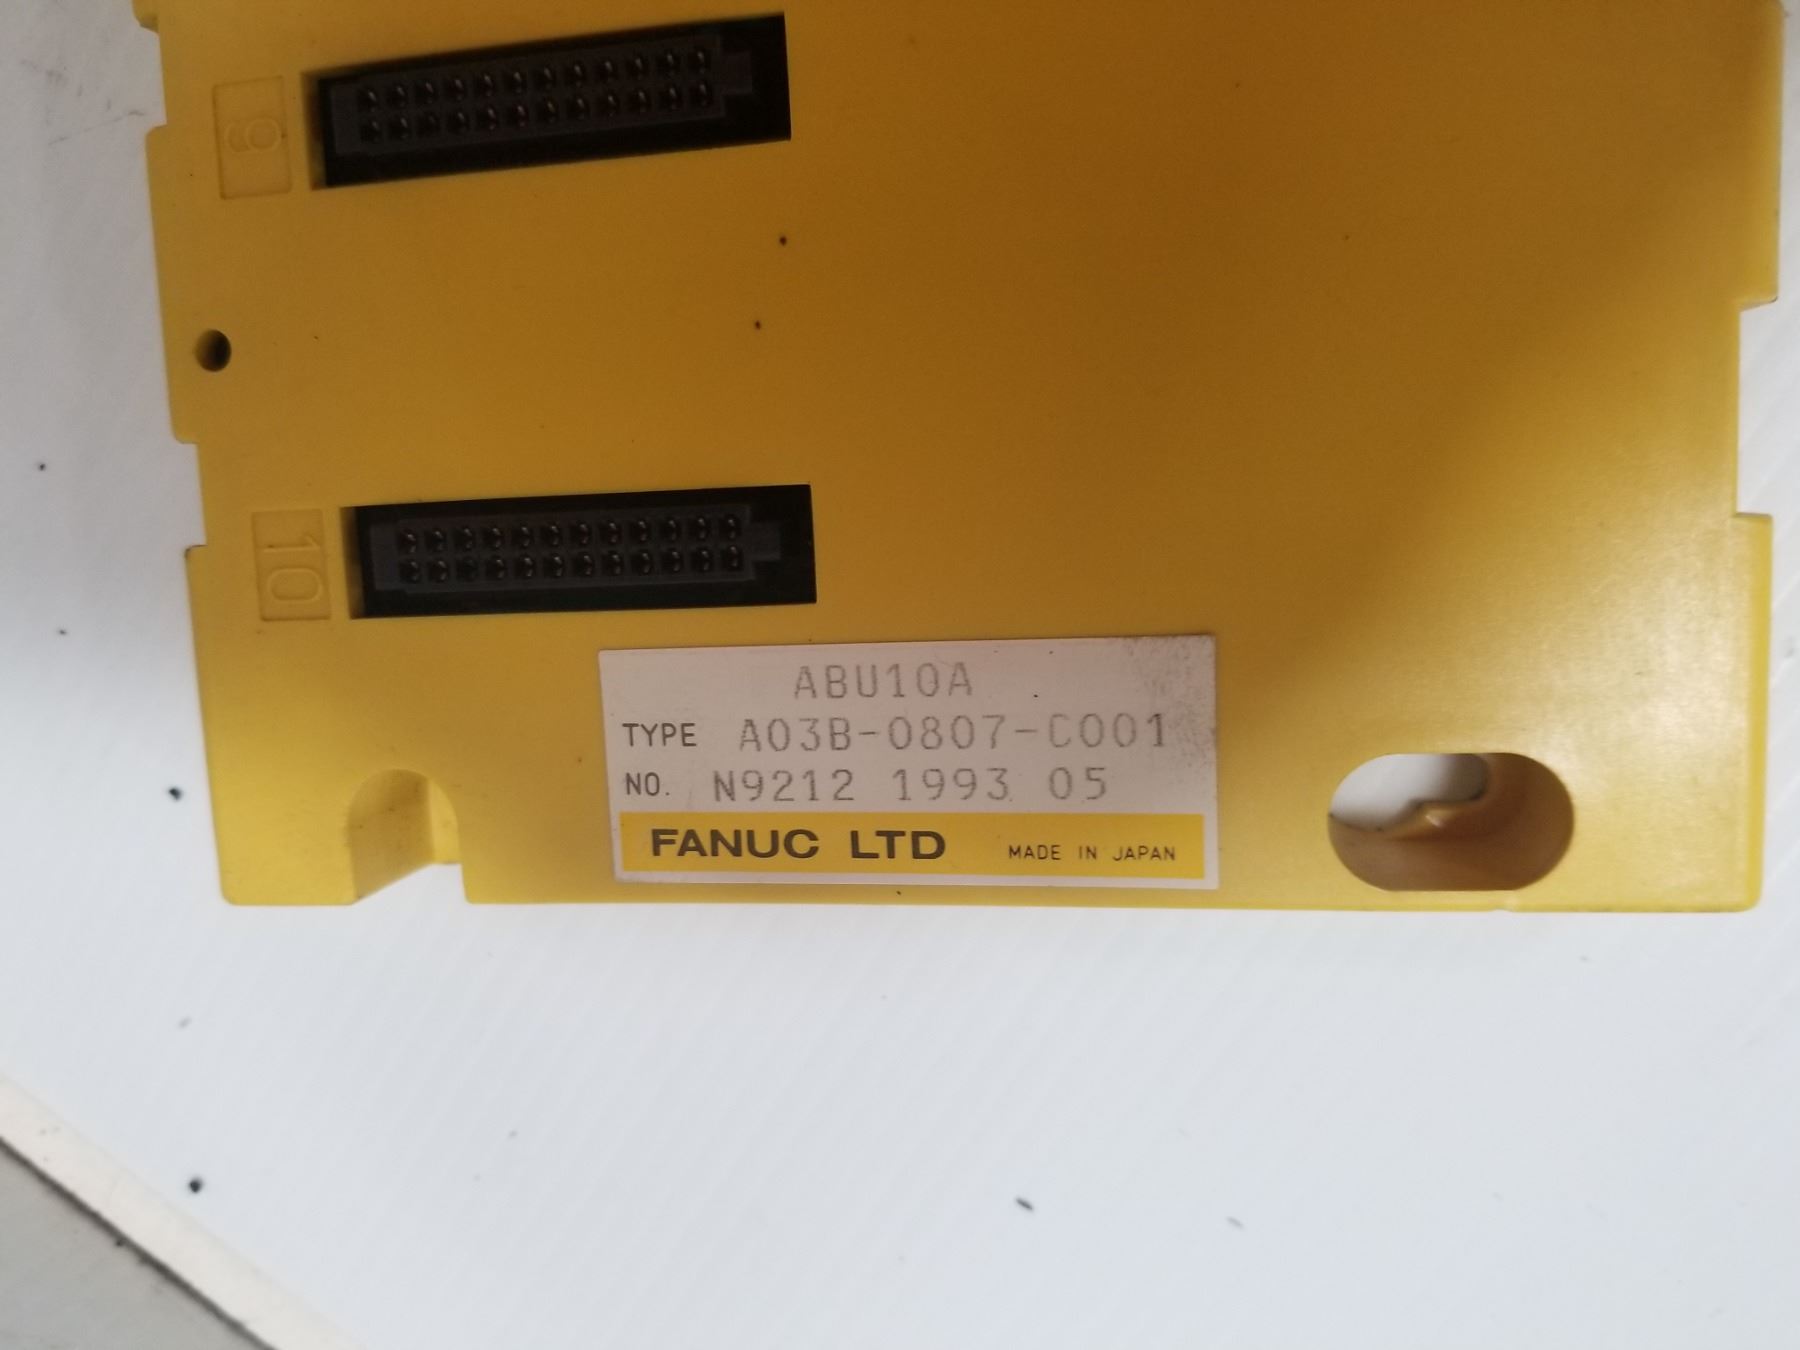 9
10
ABU10A
TYPE A03B-0807-C001
NO. N9212 1993 05
FANUC LTD MADE IN JAPAN